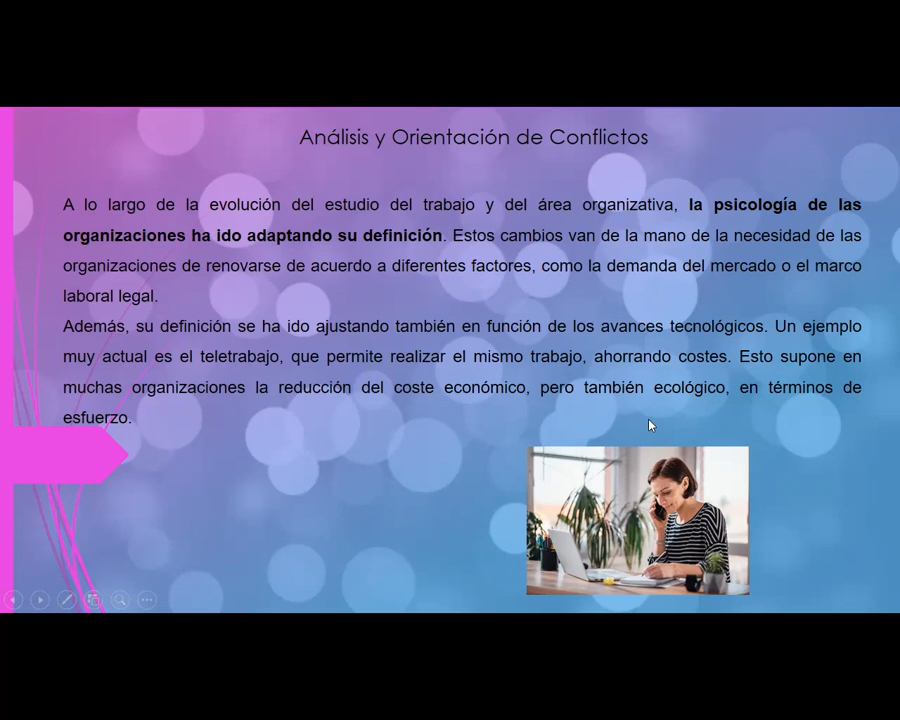 Análisis y Orientación de Conflictos
A lo largo de la evolución del estudio del trabajo y del área organizativa, la psicología de las
organizaciones ha ido adaptando su definición. Estos cambios van de la mano de la necesidad de las
organizaciones de renovarse de acuerdo a diferentes factores, como la demanda del mercado o el marco
laboral legal.
Además, su definición se ha ido ajustando también en función de los avances tecnológicos. Un ejemplo
muy actual es el teletrabajo, que permite realizar el mismo trabajo, ahorrando costes. Esto supone en
muchas organizaciones la reducción del coste económico, pero también ecológico, en términos de
esfuerzo.